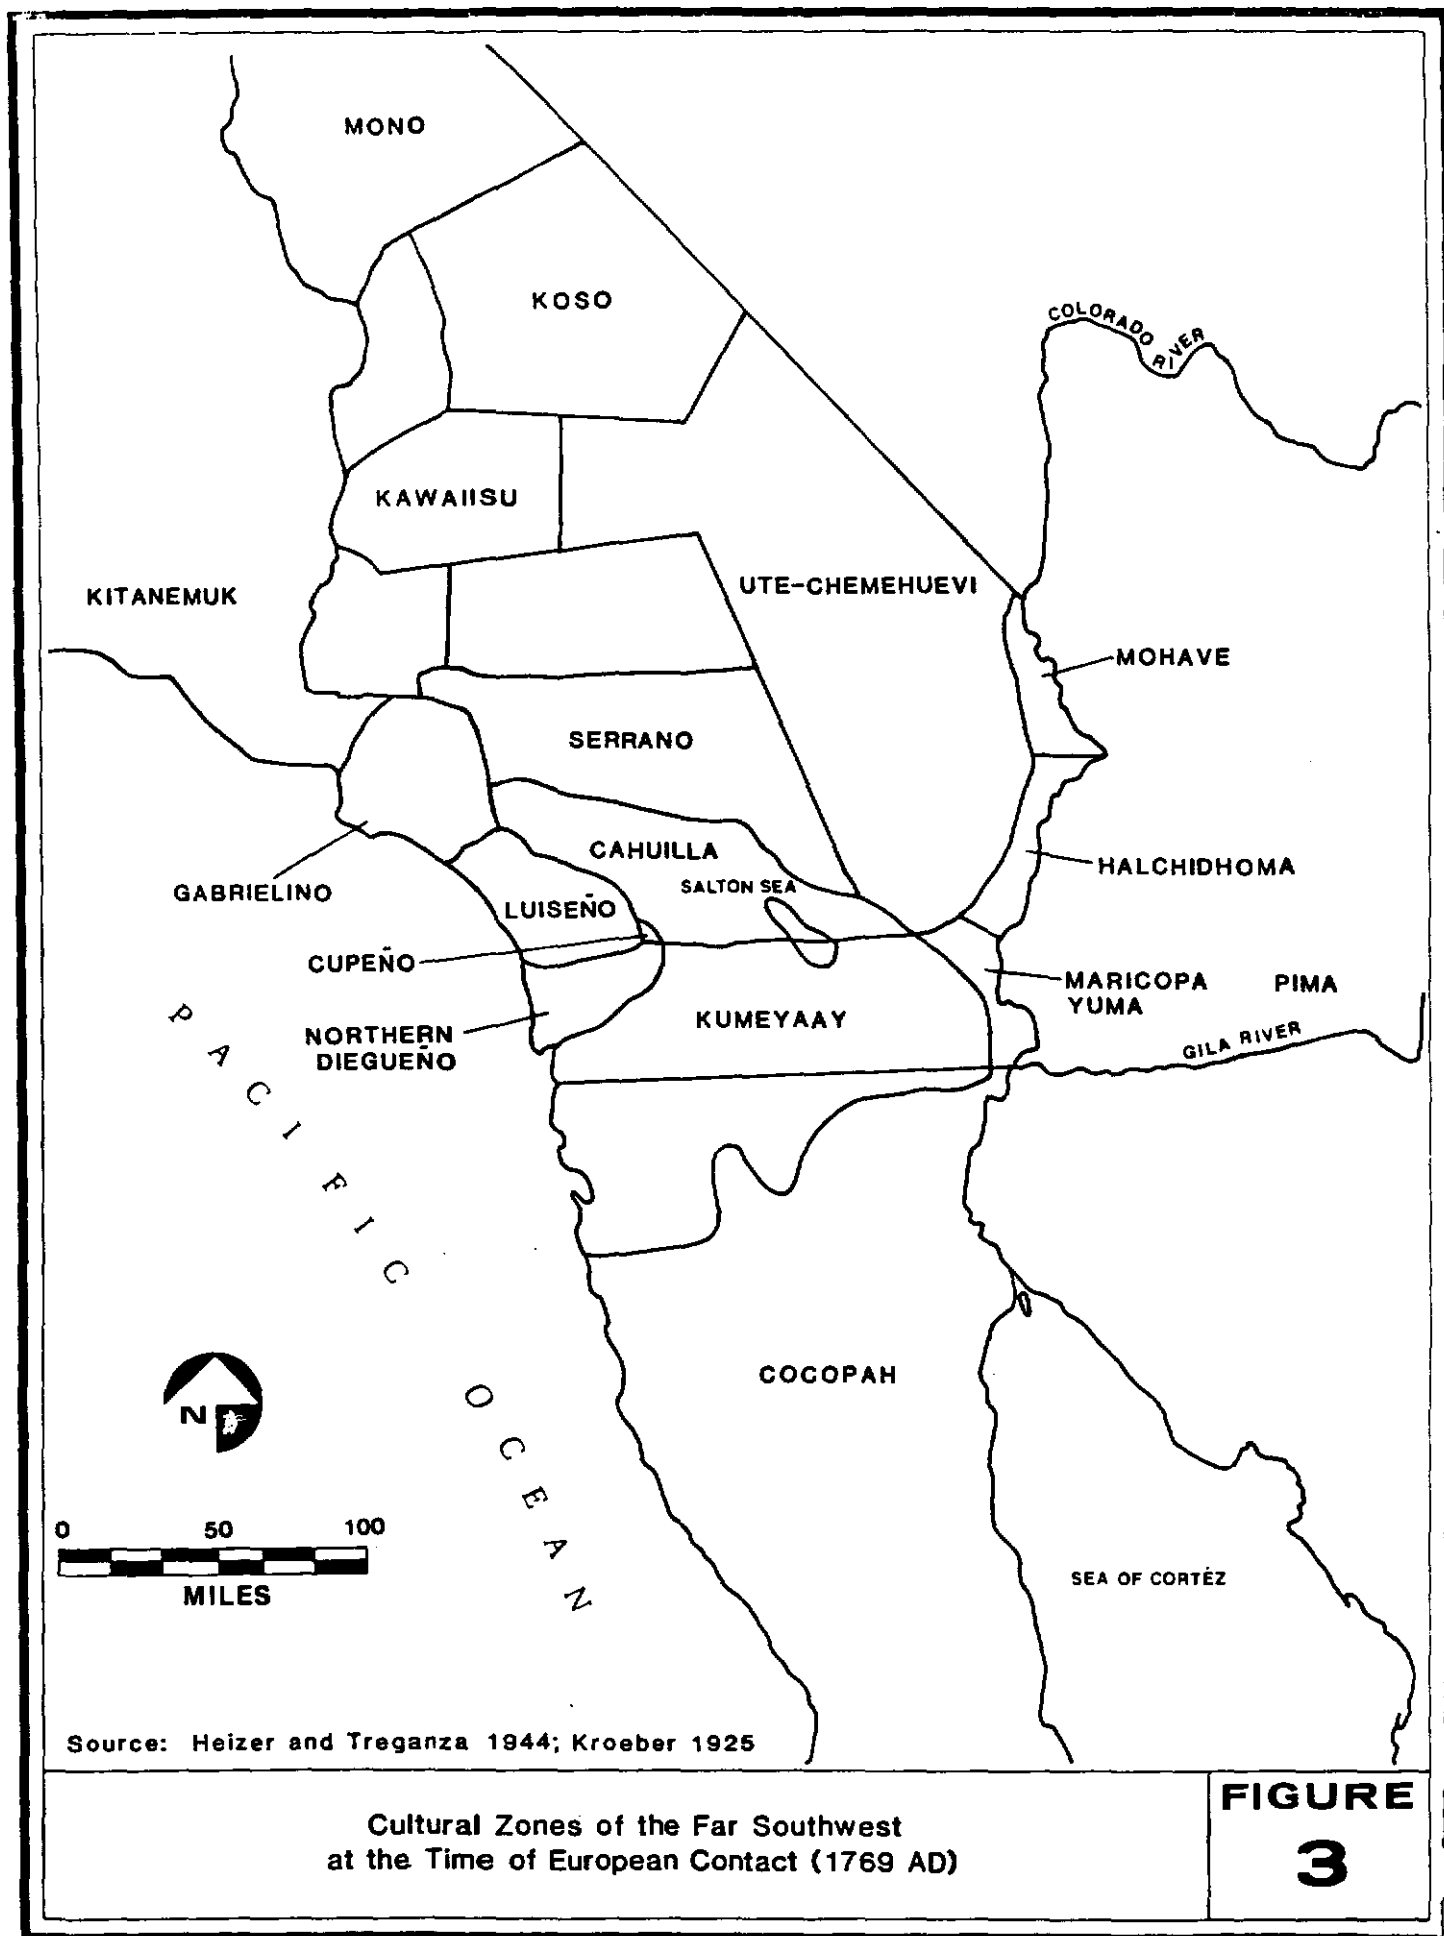 MONO
KOSO
COLORADO RIVER
KAWAIISU
KITANEMUK
UTE-CHEMEHUEVI
MOHAVE
SERRANO
CAHUILLA
HALCHIDHOMA
SALTON SEA
GABRIELINO
LUISEÑO
CUPEÑO
MARICOPA
YUMA
PIMA
KUMEYAAY
NORTHERN
DIEGUEÑO
GILA RIVER
PACIFIC OCEAN
COCOPAH
N
0 50 100
MILES
SEA OF CORTÉZ
Source: Heizer and Treganza 1944; Kroeber 1925
Cultural Zones of the Far Southwest
at the Time of European Contact (1769 AD)
FIGURE
3